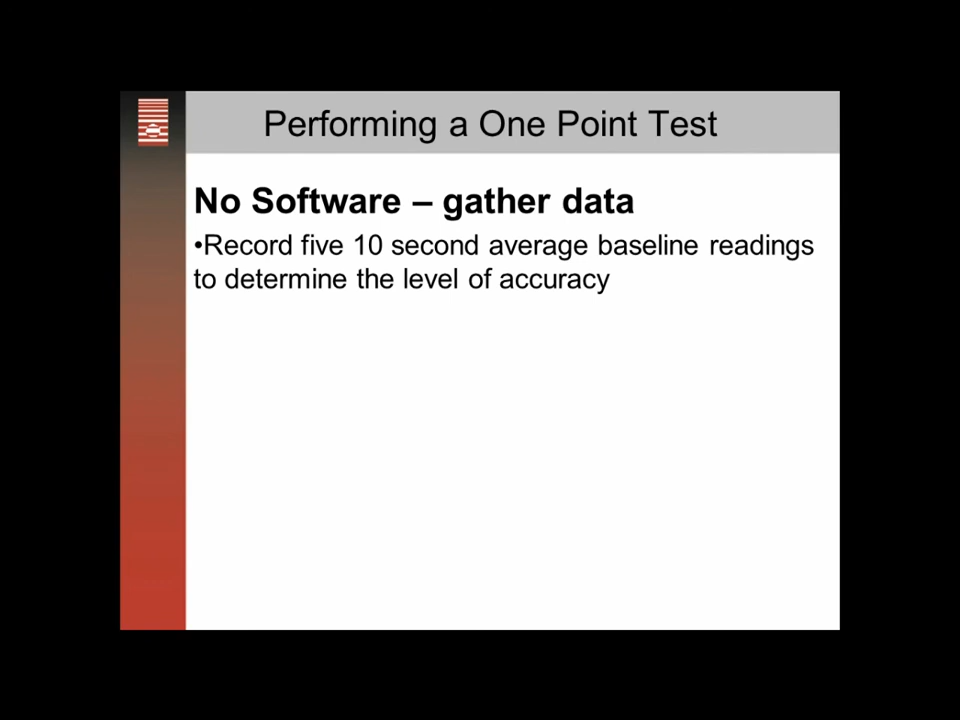 Performing a One Point Test
No Software – gather data
•Record five 10 second average baseline readings
to determine the level of accuracy